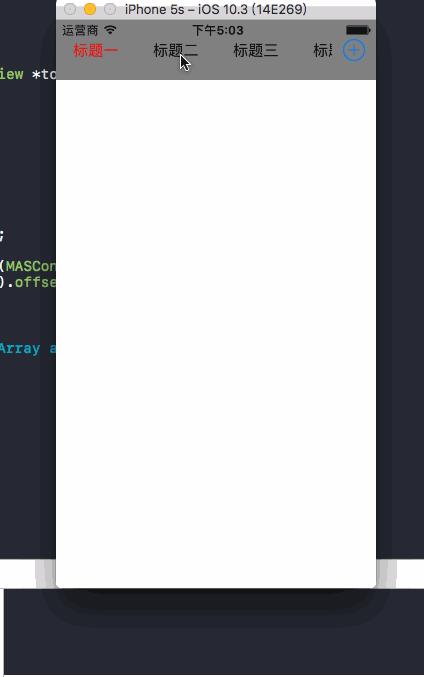 iPhone 5s – iOS 10.3 (14E269)
运营商 下午5:03
标题一 标题二 标题三 标
iew *to
;
(MASCon
).offse
Array a